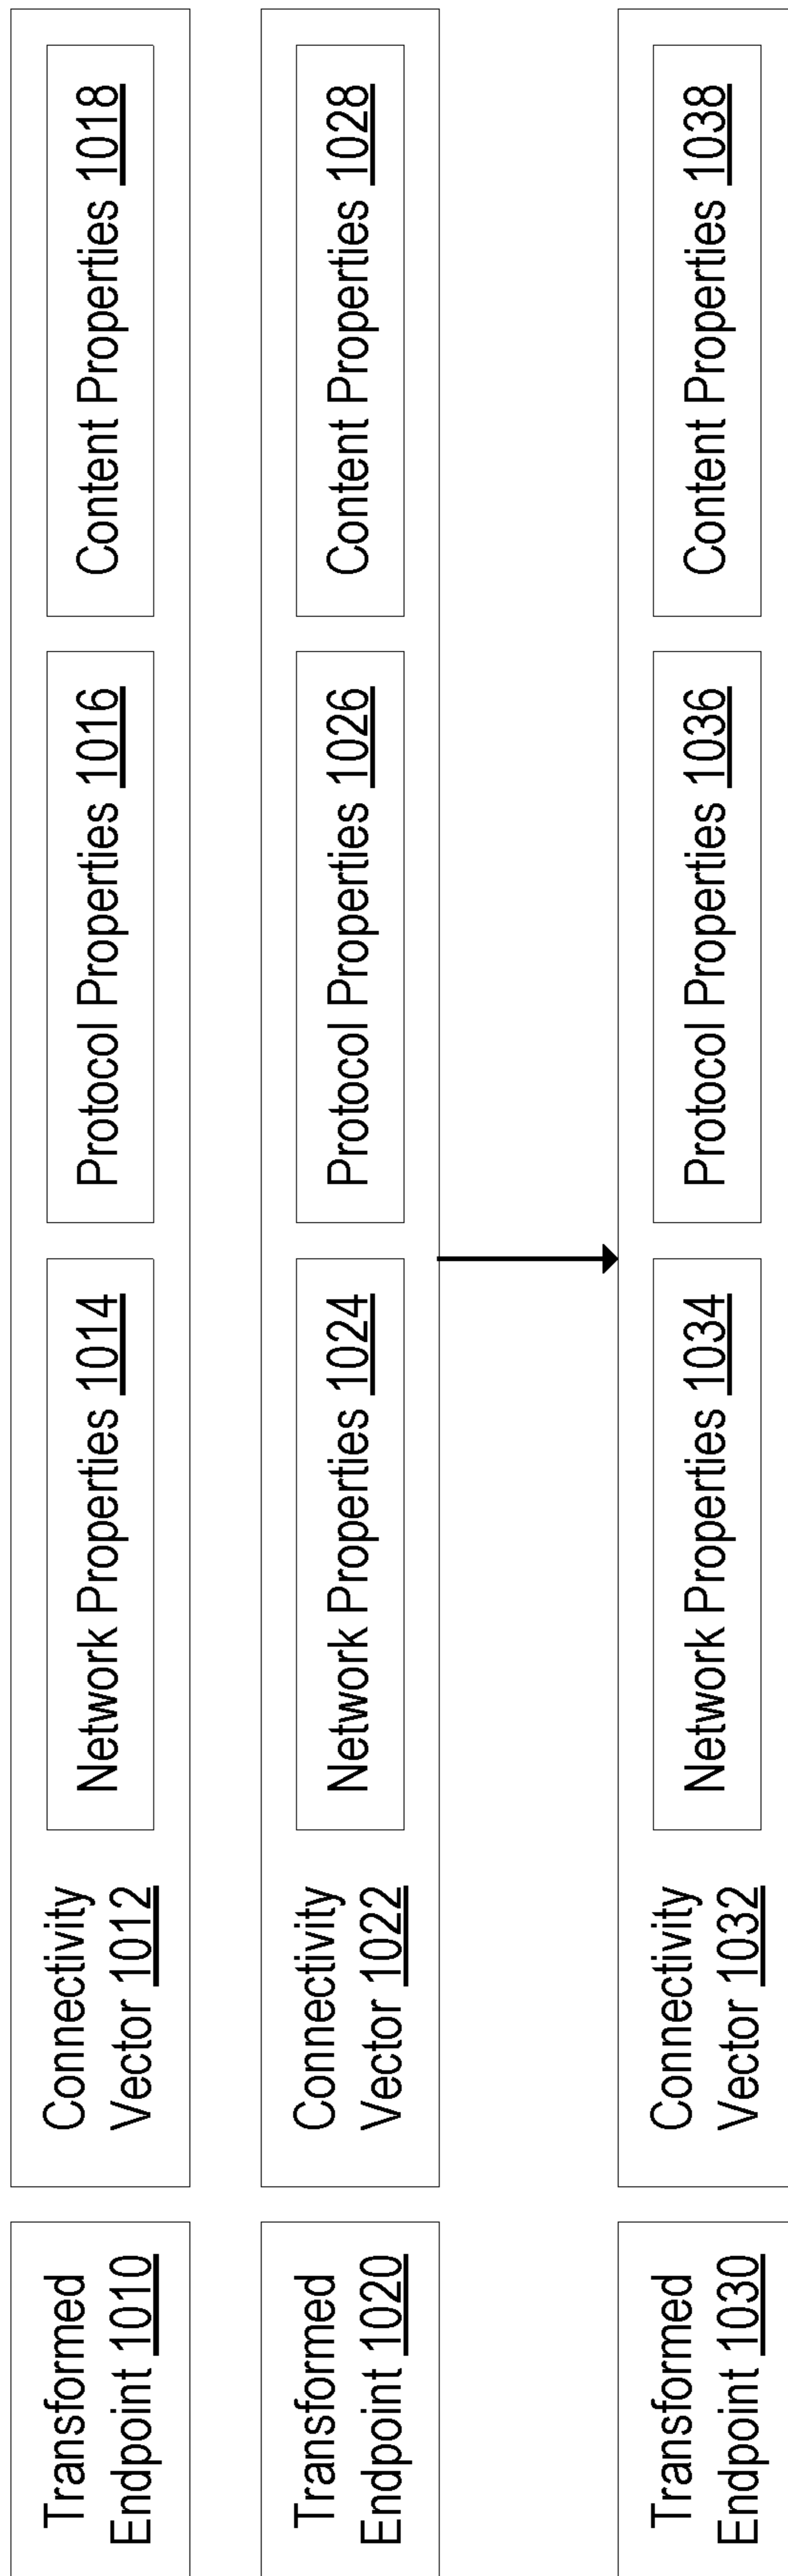 Transformed
Endpoint 1010
Connectivity
Vector 1012
Network Properties 1014
Protocol Properties 1016
Content Properties 1018
Transformed
Endpoint 1020
Connectivity
Vector 1022
Network Properties 1024
Protocol Properties 1026
Content Properties 1028
Transformed
Endpoint 1030
Connectivity
Vector 1032
Network Properties 1034
Protocol Properties 1036
Content Properties 1038